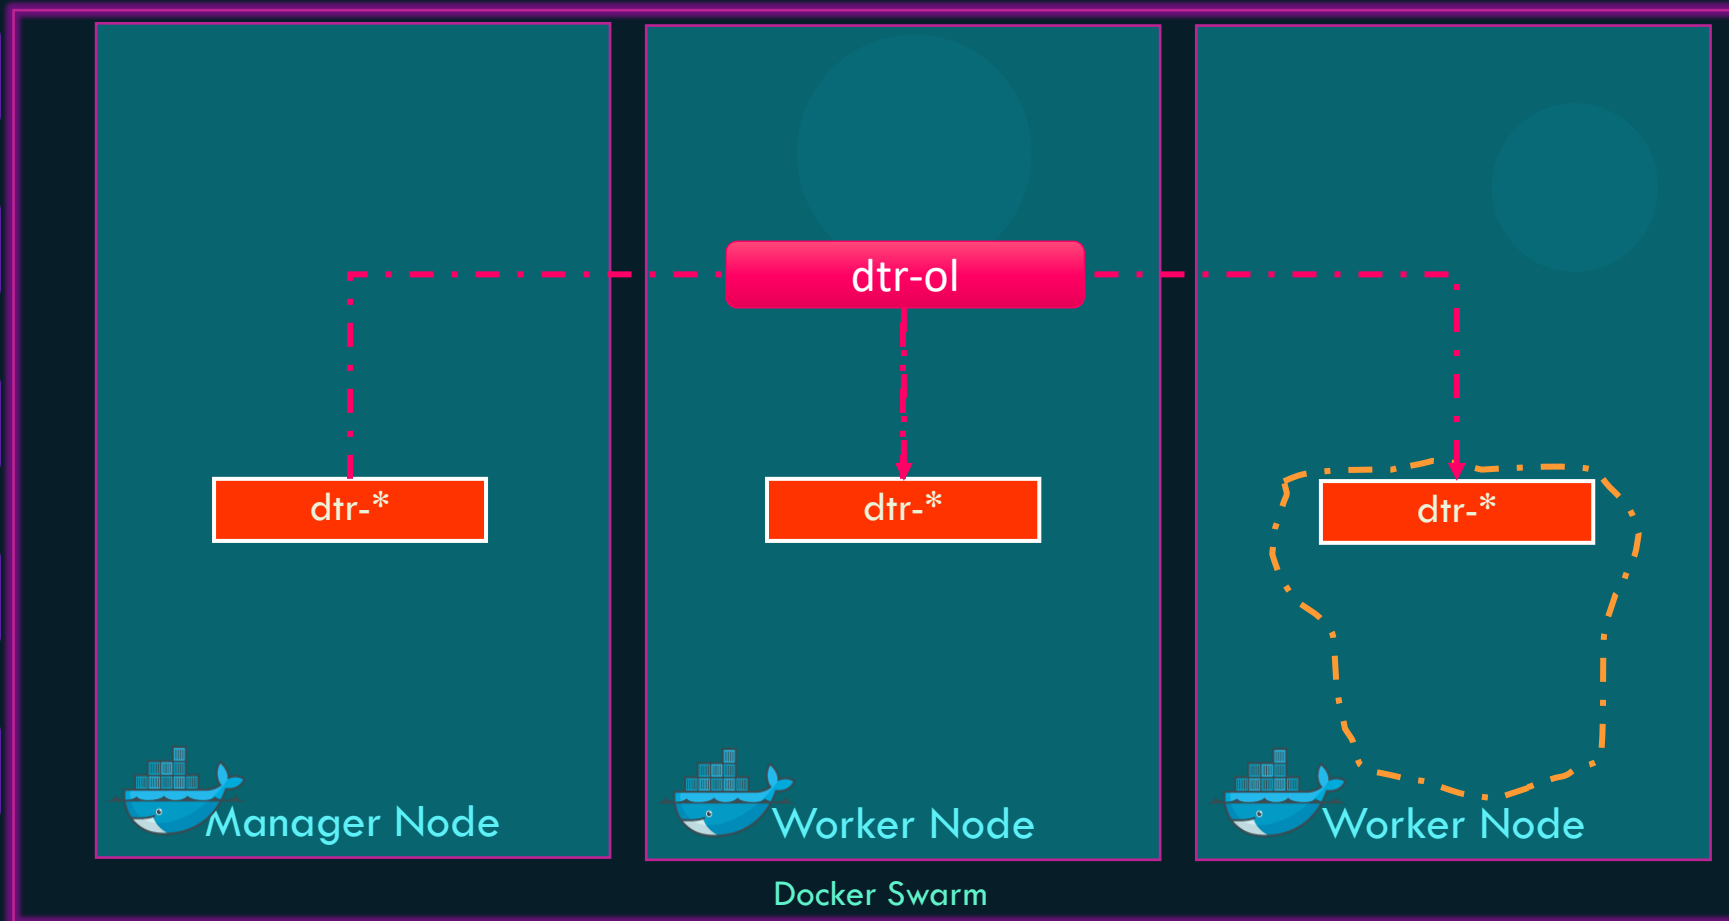 dtr-ol
dtr-*
dtr-*
dtr-*
Manager Node
Worker Node
Worker Node
Docker Swarm